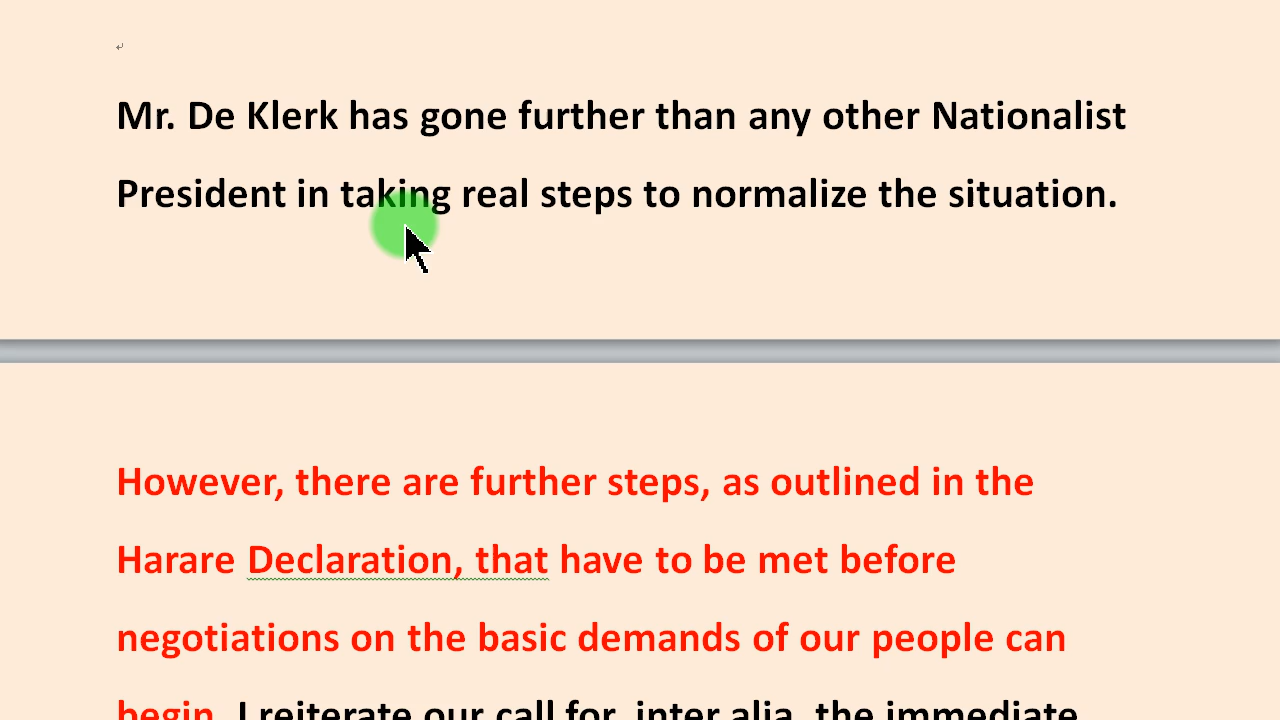 Mr. De Klerk has gone further than any other Nationalist
President in taking real steps to normalize the situation.
However, there are further steps, as outlined in the
Harare Declaration, that have to be met before
negotiations on the basic demands of our people can
begin. I reiterate our call for, inter alia, the immediate